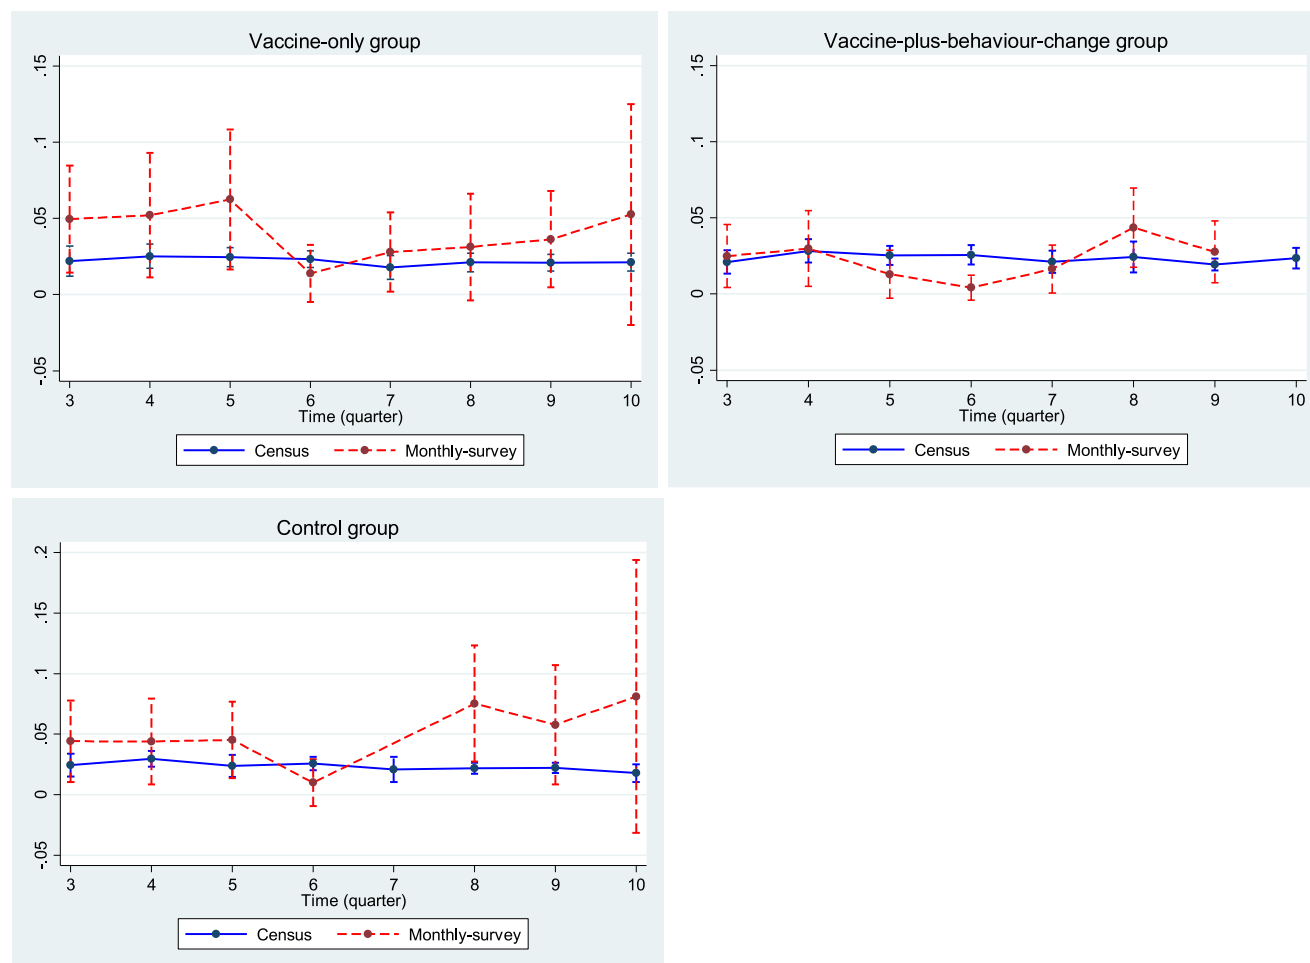 Vaccine-only group
.15
.1
.05
0
-.05
3 4 5 6 7 8 9 10
Time (quarter)
Census Monthly-survey
Vaccine-plus-behaviour-change group
.15
.1
.05
0
-.05
3 4 5 6 7 8 9 10
Time (quarter)
Census Monthly-survey
Control group
.2
.15
.1
.05
0
-.05
3 4 5 6 7 8 9 10
Time (quarter)
Census Monthly-survey